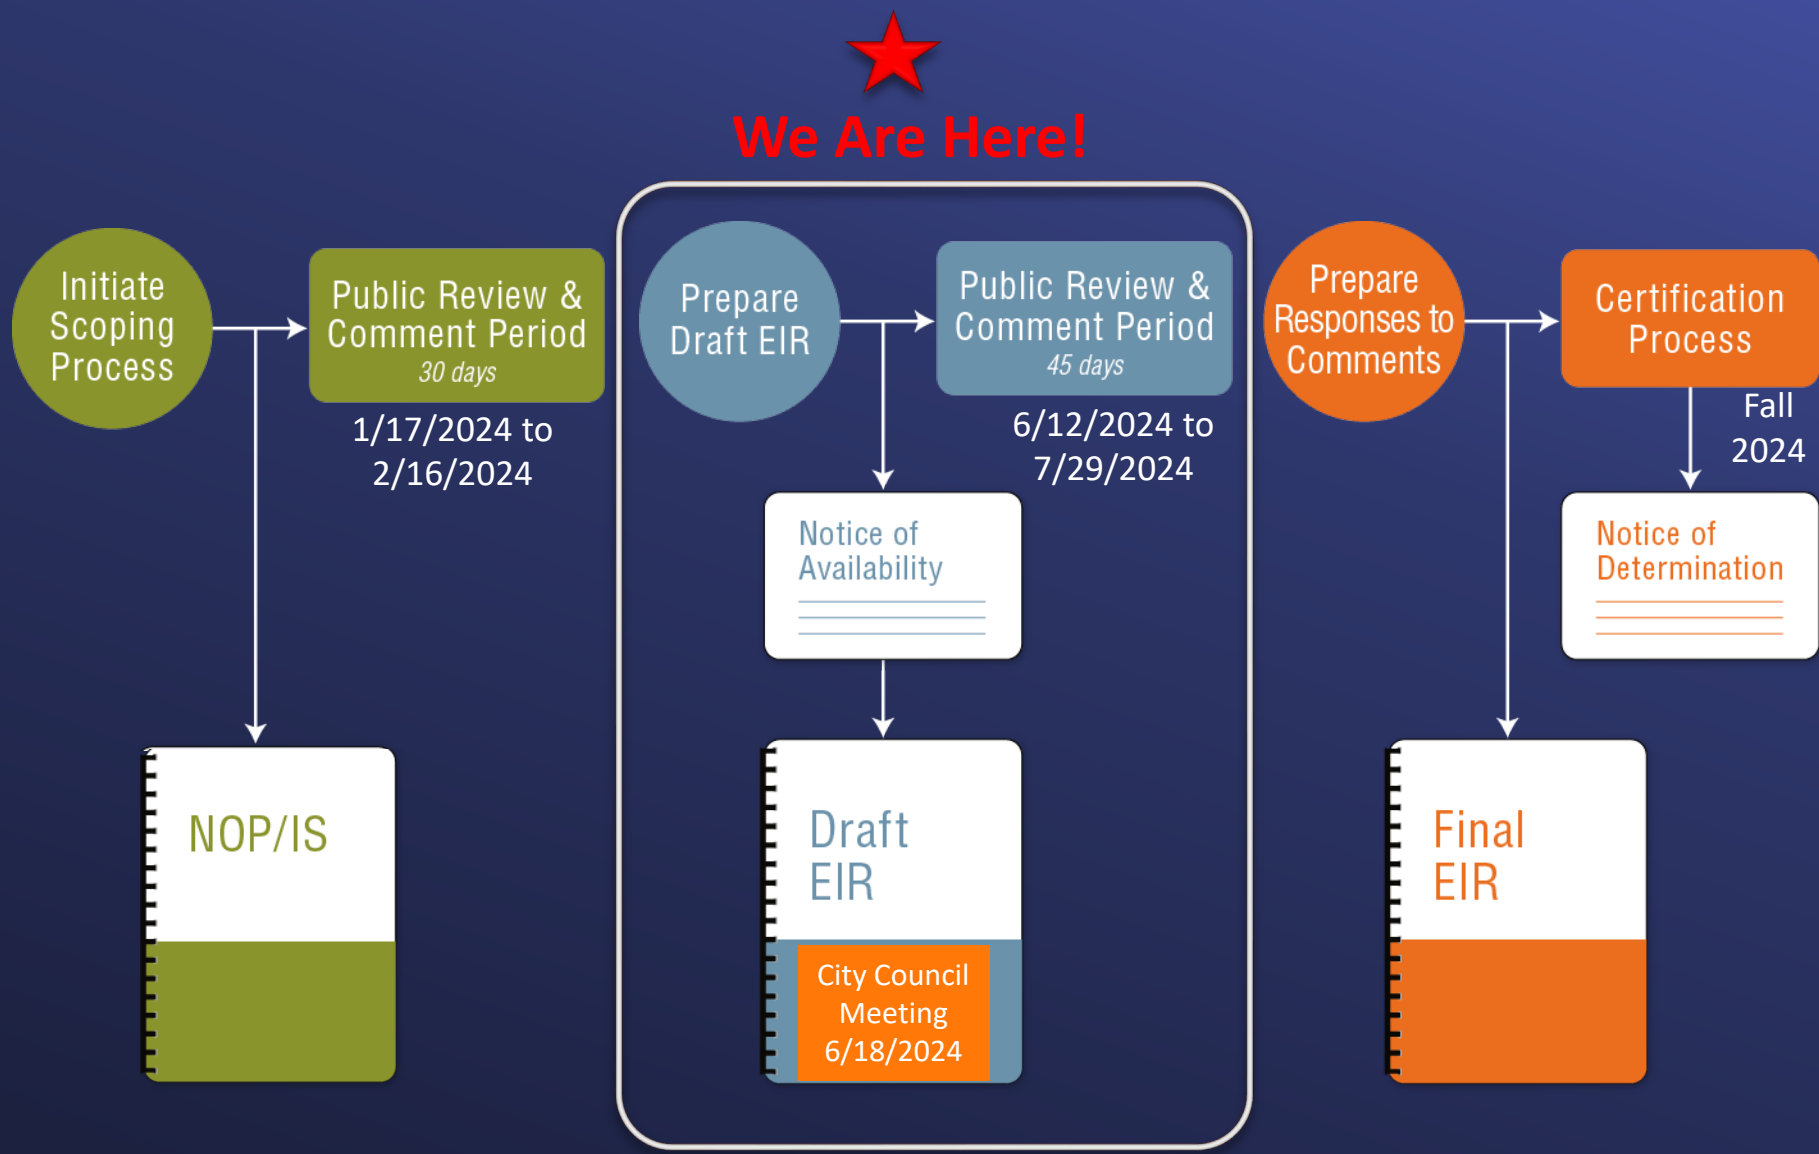 We Are Here!
Initiate
Scoping
Process
Public Review &
Comment Period
30 days
1/17/2024 to
2/16/2024
NOP/IS
Prepare
Draft EIR
Public Review &
Comment Period
45 days
6/12/2024 to
7/29/2024
Notice of
Availability
Draft
EIR
City Council
Meeting
6/18/2024
Prepare
Responses to
Comments
Certification
Process
Fall
2024
Notice of
Determination
Final
EIR